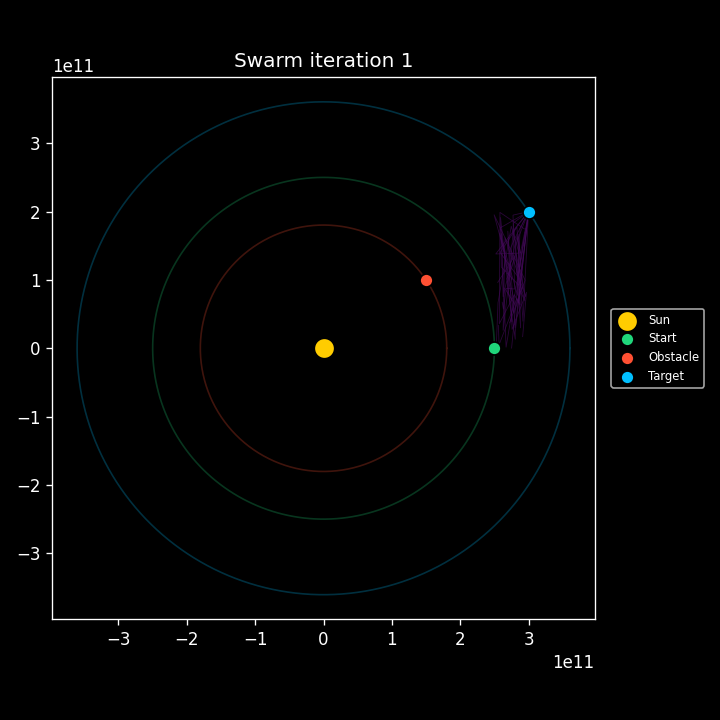 Swarm iteration 1
1e11
3
2
1
0
−1
−2
−3
−3
−2
−1
0
1
2
3
1e11
Sun
Start
Obstacle
Target